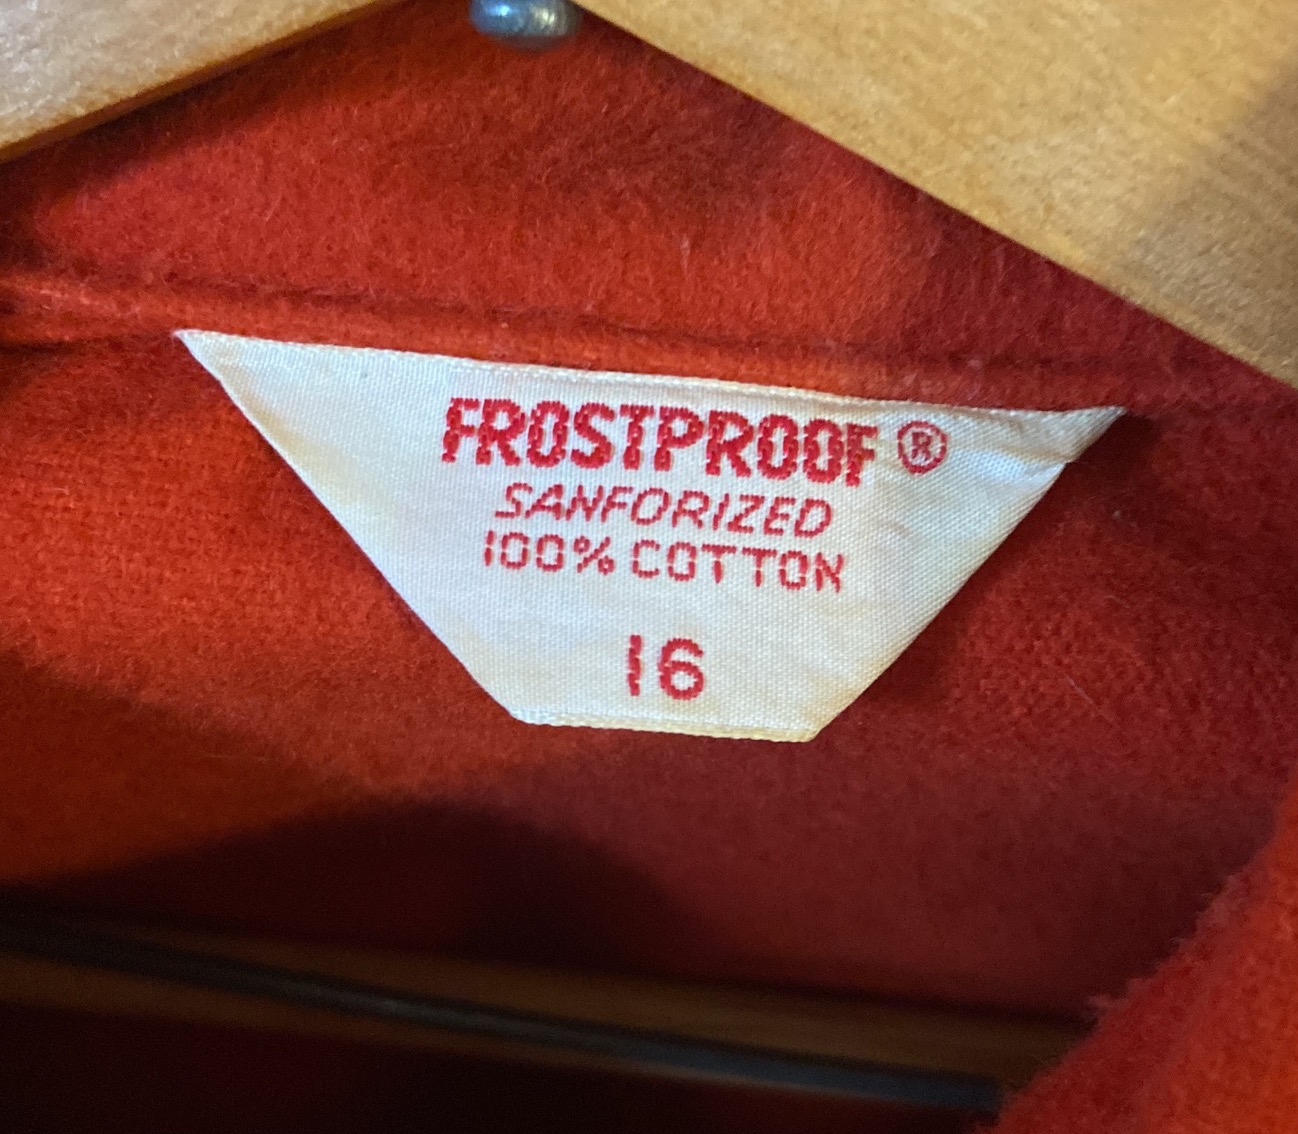 FROSTPROOF ®
SANFORIZED
100% COTTON
16